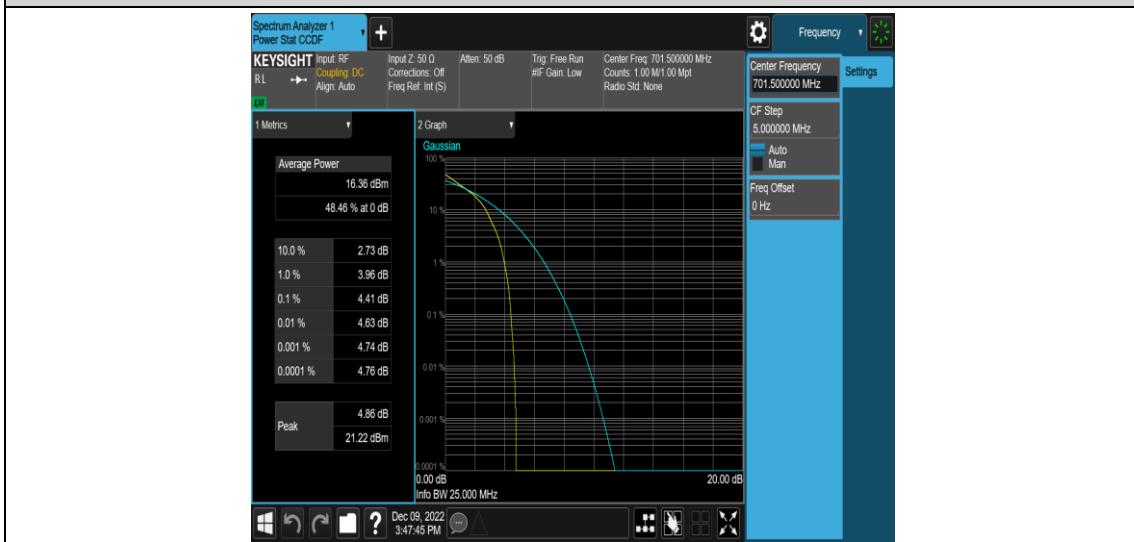 Spectrum Analyzer 1
Power Stat CCDF
+
Frequency
KEYSIGHT
RL
Input: RF
Coupling: DC
Align: Auto
Input Z: 50 Ω
Corrections: Off
Freq Ref: Int (S)
Atten: 50 dB
Trig: Free Run
#IF Gain: Low
Center Freq: 701.500000 MHz
Counts: 1.00 M/1.00 Mpt
Radio Std: None
Center Frequency
701.500000 MHz
Settings
CF Step
5.000000 MHz
Auto
Man
Freq Offset
0 Hz
1 Metrics
Average Power
16.36 dBm
48.46 % at 0 dB
10.0 % 2.73 dB
1.0 % 3.96 dB
0.1 % 4.41 dB
0.01 % 4.63 dB
0.001 % 4.74 dB
0.0001 % 4.76 dB
Peak
4.86 dB
21.22 dBm
2 Graph
Gaussian
100 %
10 %
1 %
0.1 %
0.01 %
0.001 %
0.0001 %
0.00 dB 20.00 dB
Info BW 25.000 MHz
?
Dec 09, 2022
3:47:45 PM